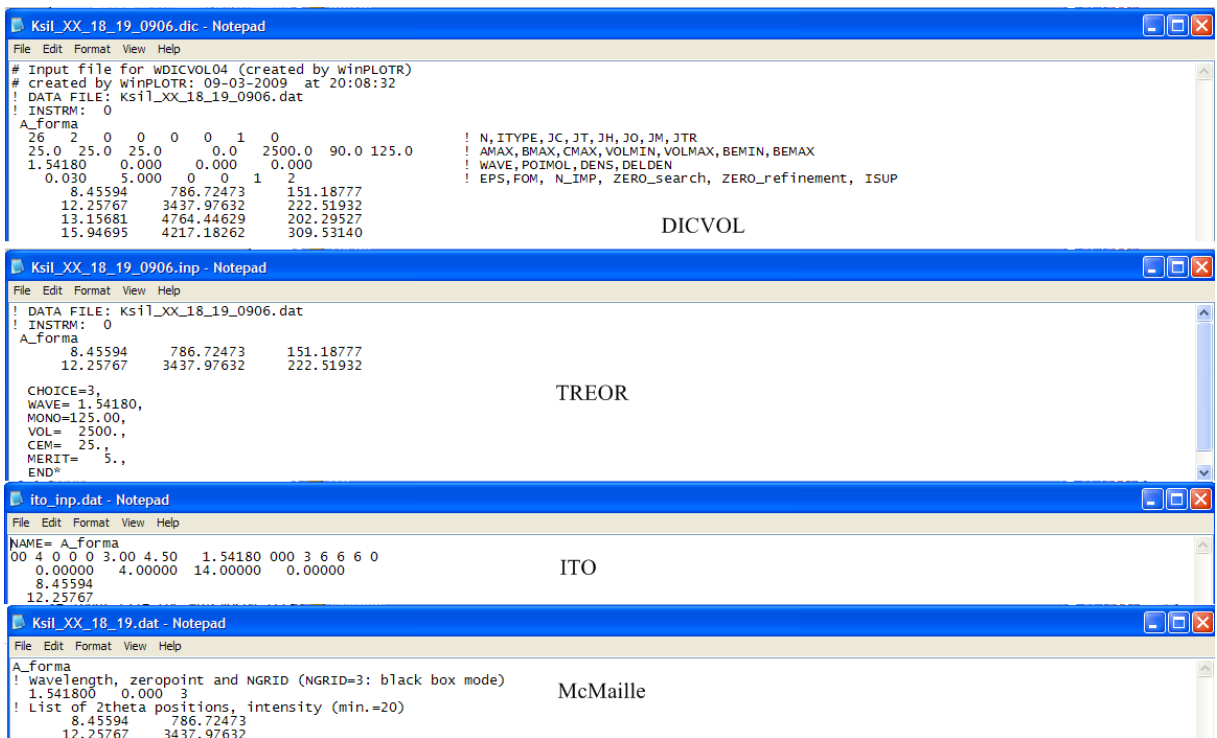 Ksil_XX_18_19_0906.dic - Notepad
File Edit Format View Help
# Input file for WDICVOL04 (created by WinPLOTR)
# created by WinPLOTR: 09-03-2009  at 20:08:32
! DATA FILE: Ksil_XX_18_19_0906.dat
! INSTRM:  0
A_forma
26   2   0   0   0   0   1   0   ! N,ITYPE,JC,JT,JH,JO,JM,JTR
25.0  25.0  25.0   0.0   2500.0  90.0 125.0   ! AMAX,BMAX,CMAX,VOLMIN,VOLMAX,BEMIN,BEMAX
1.54180   0.000   0.000   0.000   ! WAVE,POIMOL,DENS,DELDEN
0.030   5.000   0   0   1   2   ! EPS,FOM, N_IMP, ZERO_search, ZERO_refinement, ISUP
8.45594   786.72473   151.18777
12.25767   3437.97632   222.51932
13.15681   4764.44629   202.29527
15.94695   4217.18262   309.53140
DICVOL
Ksil_XX_18_19_0906.inp - Notepad
File Edit Format View Help
! DATA FILE: Ksil_XX_18_19_0906.dat
! INSTRM:  0
A_forma
8.45594   786.72473   151.18777
12.25767   3437.97632   222.51932
CHOICE=3,
WAVE= 1.54180,
MONO=125.00,
VOL=  2500.,
CEM=  25.,
MERIT=   5.,
END*
TREOR
ito_inp.dat - Notepad
File Edit Format View Help
NAME= A_forma
00 4 0 0 0 3.00 4.50   1.54180 000 3 6 6 6 0
0.00000   4.00000  14.00000   0.00000
8.45594
12.25767
ITO
Ksil_XX_18_19.dat - Notepad
File Edit Format View Help
A_forma
! Wavelength, zeropoint and NGRID (NGRID=3: black box mode)
1.541800   0.000  3
! List of 2theta positions, intensity (min.=20)
8.45594   786.72473
12.25767   3437.97632
McMaille